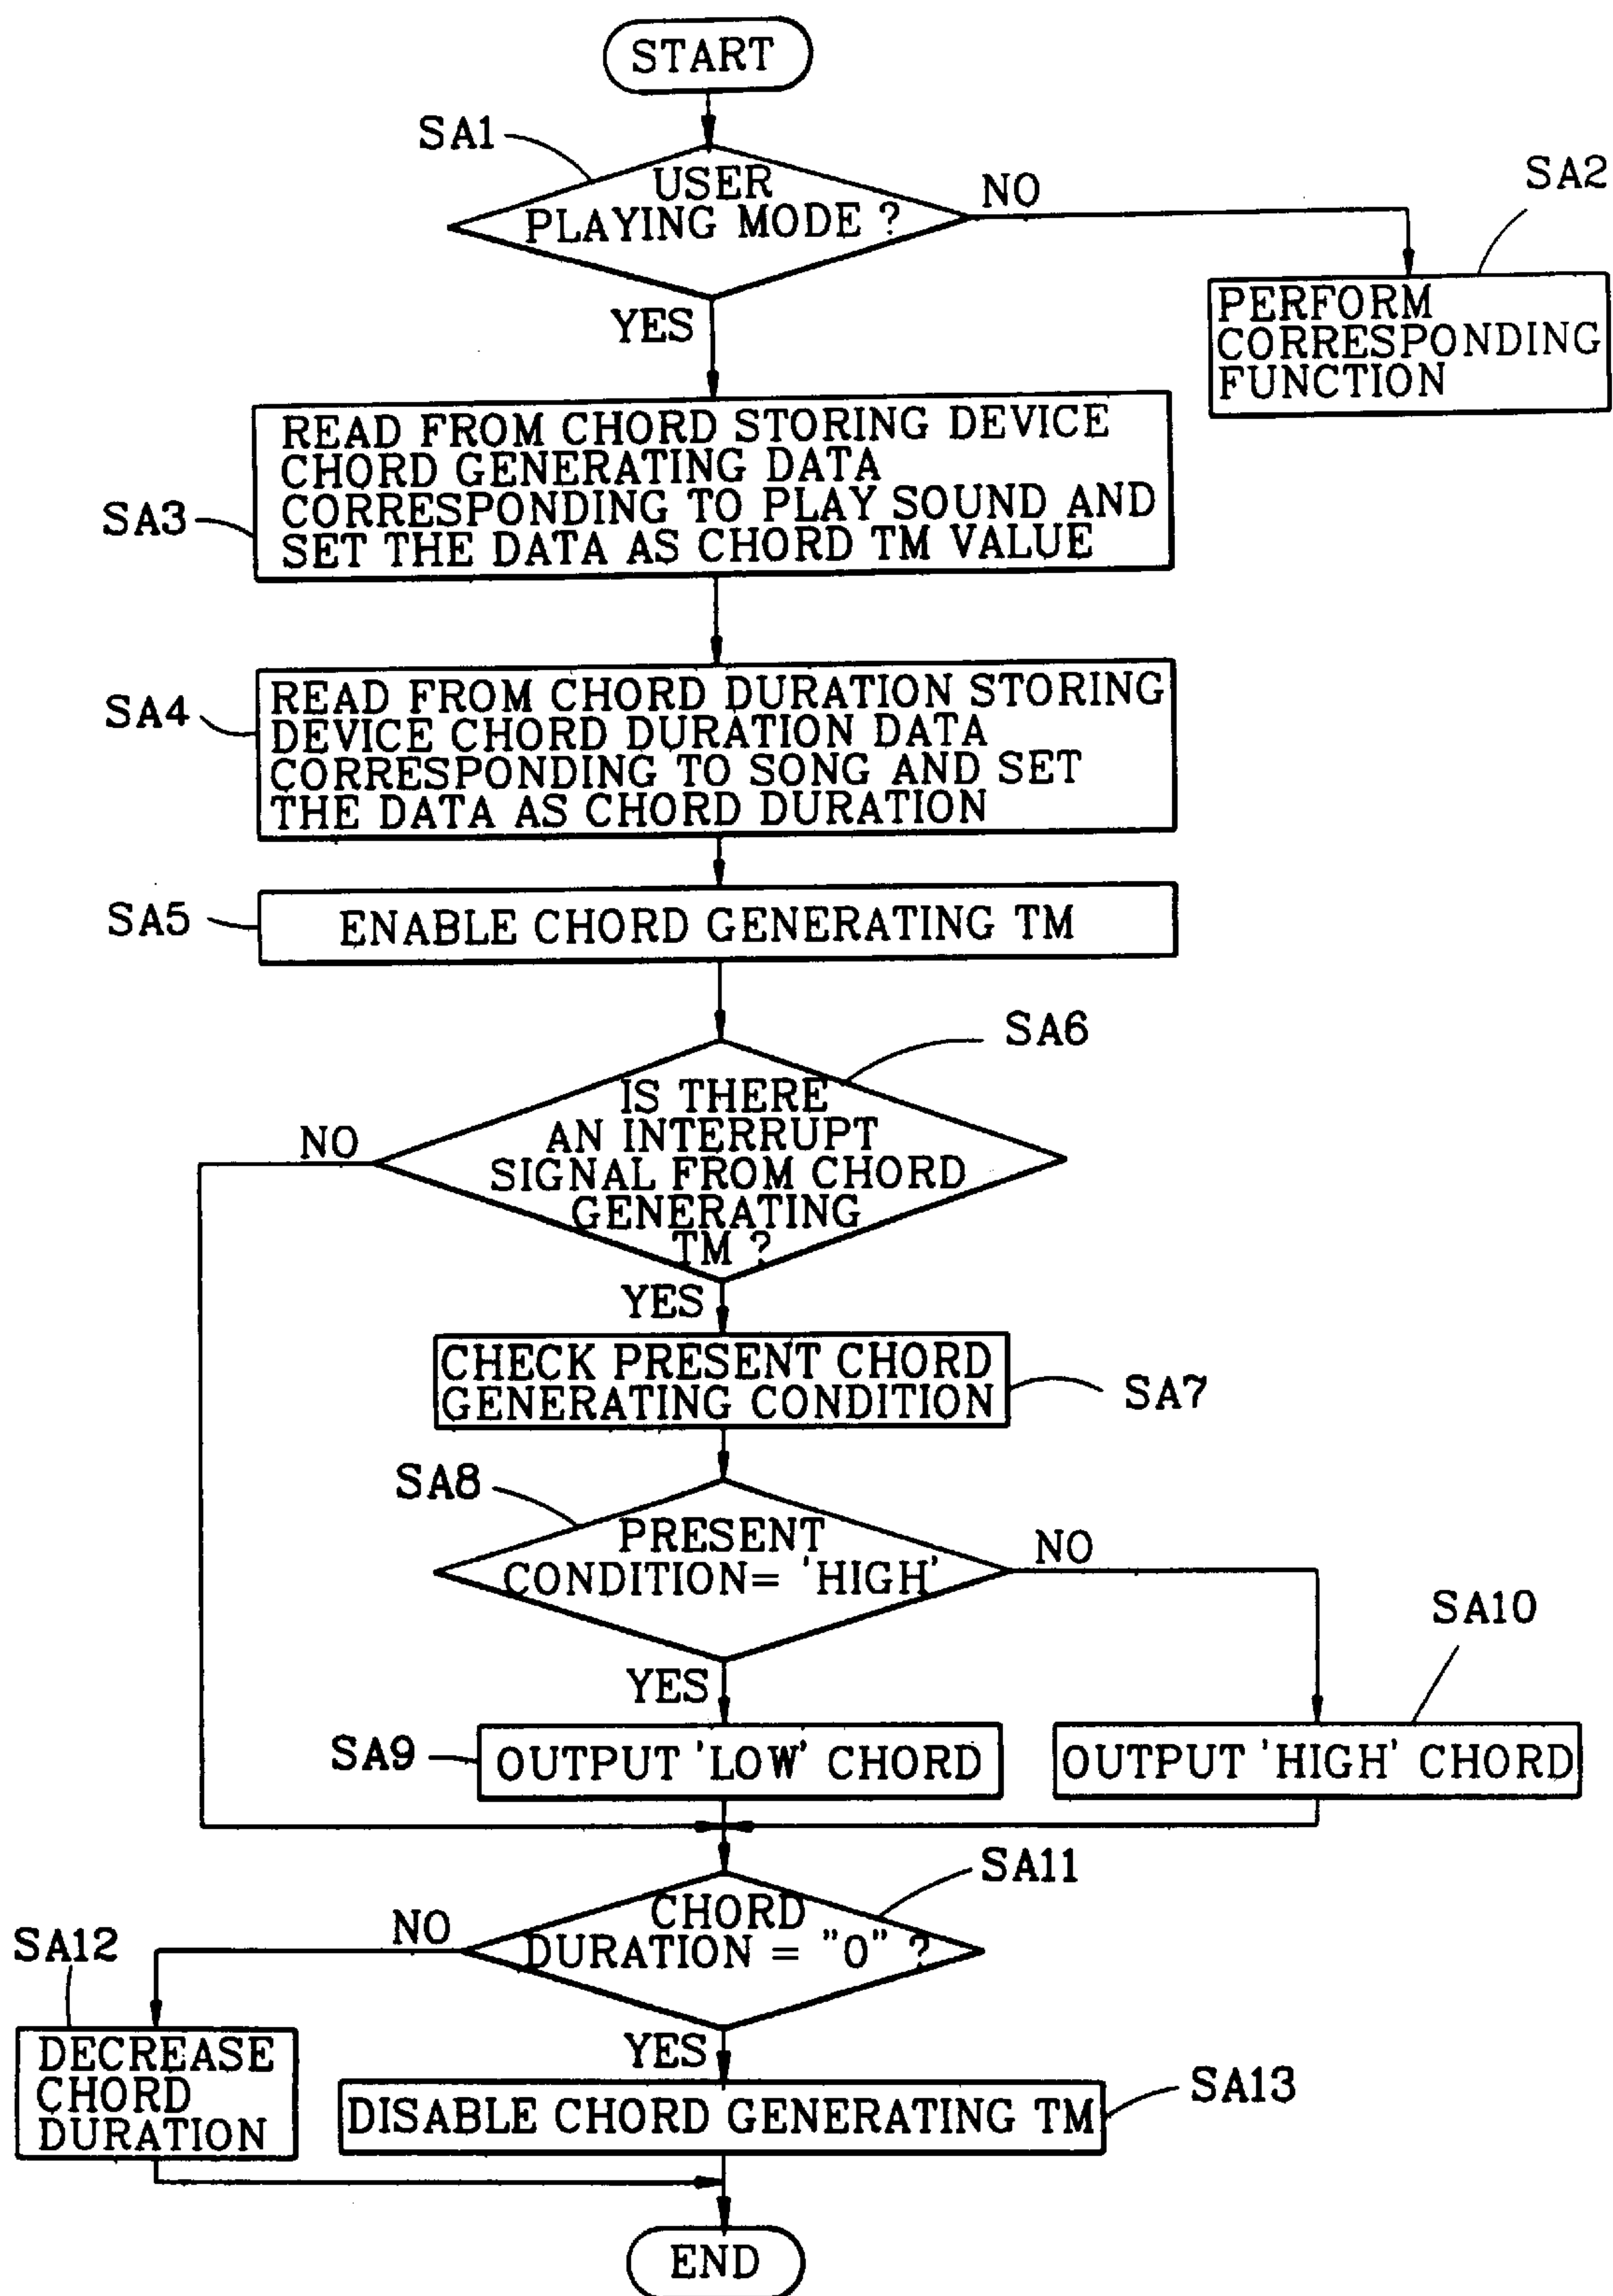 START
SA1
USER
PLAYING MODE ?
NO
SA2
PERFORM
CORRESPONDING
FUNCTION
YES
SA3
READ FROM CHORD STORING DEVICE
CHORD GENERATING DATA
CORRESPONDING TO PLAY SOUND AND
SET THE DATA AS CHORD TM VALUE
SA4
READ FROM CHORD DURATION STORING
DEVICE CHORD DURATION DATA
CORRESPONDING TO SONG AND SET
THE DATA AS CHORD DURATION
SA5
ENABLE CHORD GENERATING TM
SA6
IS THERE
AN INTERRUPT
SIGNAL FROM CHORD
GENERATING
TM ?
NO
YES
CHECK PRESENT CHORD
GENERATING CONDITION
SA7
SA8
PRESENT
CONDITION= 'HIGH'
NO
YES
SA10
SA9
OUTPUT 'LOW' CHORD
OUTPUT 'HIGH' CHORD
SA11
CHORD
DURATION = "0" ?
NO
SA12
YES
DECREASE
CHORD
DURATION
DISABLE CHORD GENERATING TM
SA13
END